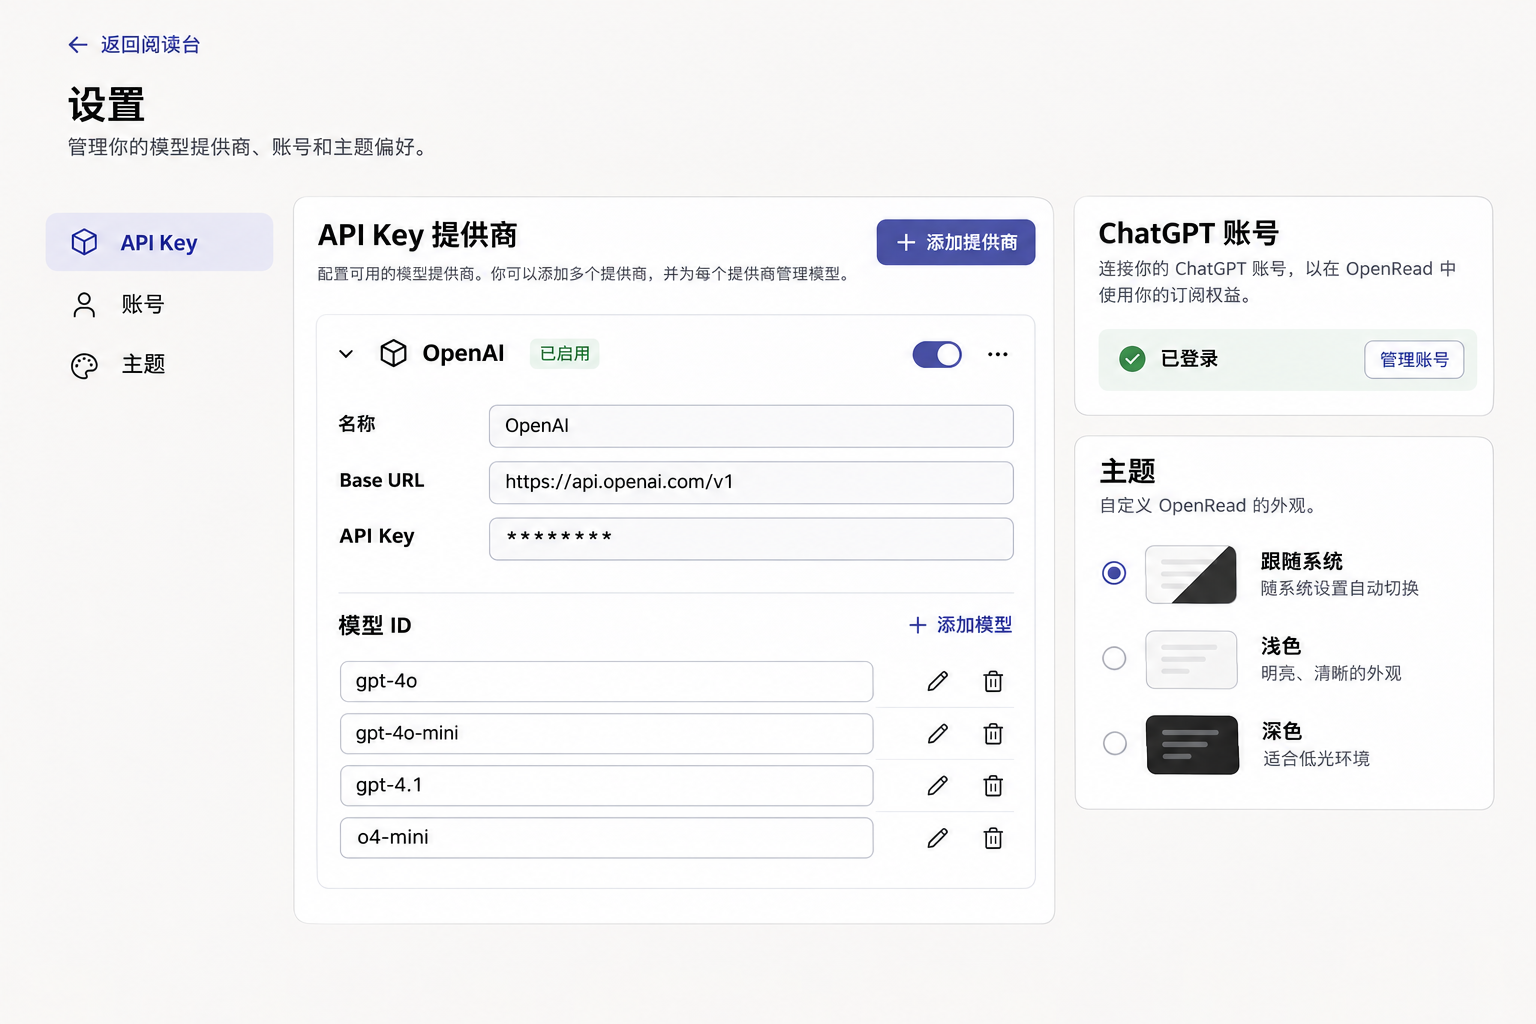 返回阅读台
设置
管理你的模型提供商、账号和主题偏好。
API Key
账号
主题
API Key 提供商
添加提供商
配置可用的模型提供商。你可以添加多个提供商，并为每个提供商管理模型。
OpenAI
已启用
名称
OpenAI
Base URL
https://api.openai.com/v1
API Key
********
模型 ID
添加模型
gpt-4o
gpt-4o-mini
gpt-4.1
o4-mini
ChatGPT 账号
连接你的 ChatGPT 账号，以在 OpenRead 中
使用你的订阅权益。
已登录
管理账号
主题
自定义 OpenRead 的外观。
跟随系统
随系统设置自动切换
浅色
明亮、清晰的外观
深色
适合低光环境